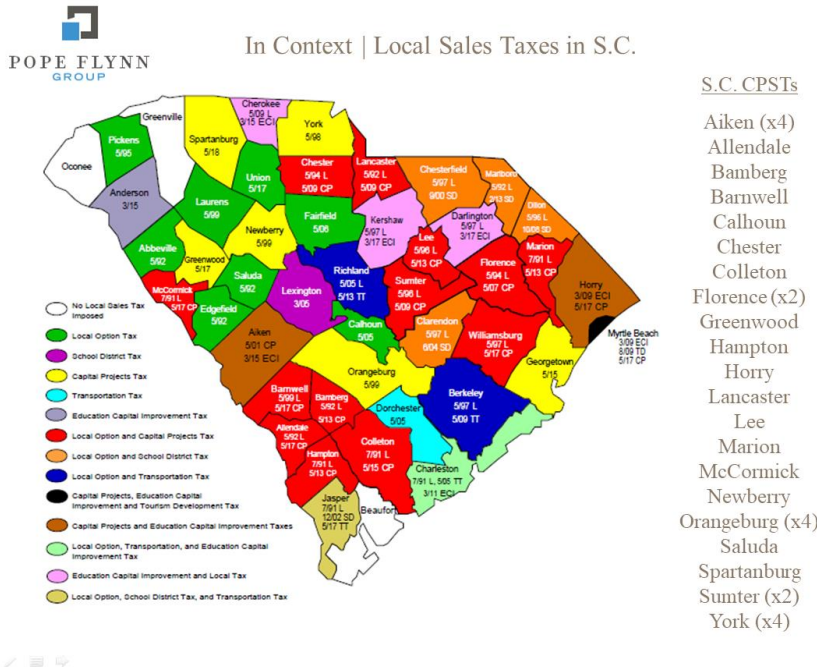 POPE FLYNN
GROUP
In Context | Local Sales Taxes in S.C.
S.C. CPSTs
Aiken (x4)
Allendale
Bamberg
Barnwell
Calhoun
Chester
Colleton
Florence (x2)
Greenwood
Hampton
Horry
Lancaster
Lee
Marion
McCormick
Newberry
Orangeburg (x4)
Saluda
Spartanburg
Sumter (x2)
York (x4)
Oconee
Pickens
5/95
Greenville
Spartanburg
5/18
Cherokee
5/09 L
3/15 ECI
York
5/98
Anderson
3/15
Laurens
5/99
Union
5/17
Chester
5/94 L
5/09 CP
Lancaster
5/92 L
5/09 CP
Chesterfield
5/97 L
9/00 SD
Marlboro
5/92 L
2/13 SD
Dillon
5/96 L
10/08 SD
Abbeville
5/92
Greenwood
5/17
Newberry
5/99
Fairfield
5/06
Kershaw
5/97 L
3/17 ECI
Darlington
5/97 L
3/17 ECI
Lee
5/96 L
5/13 CP
Florence
5/94 L
5/07 CP
Marion
7/91 L
5/13 CP
Horry
3/09 ECI
5/17 CP
Myrtle Beach
3/09 ECI
8/09 TD
5/17 CP
McCormick
7/91 L
5/17 CP
Edgefield
5/92
Saluda
5/92
Lexington
3/05
Richland
5/05 L
5/13 TT
Sumter
5/96 L
5/09 CP
Aiken
5/01 CP
3/15 ECI
Calhoun
5/05
Clarendon
5/97 L
6/04 SD
Williamsburg
5/97 L
5/17 CP
Georgetown
5/15
Orangeburg
5/99
Barnwell
5/99 L
5/17 CP
Bamberg
5/92 L
5/13 CP
Dorchester
5/05
Berkeley
5/97 L
5/09 TT
Allendale
5/92 L
5/17 CP
Hampton
7/91 L
5/13 CP
Colleton
7/91 L
5/15 CP
Charleston
7/91 L, 5/05 TT
3/11 ECI
Jasper
7/91 L
12/02 SD
5/17 TT
Beaufort
No Local Sales Tax
Imposed
Local Option Tax
School District Tax
Capital Projects Tax
Transportation Tax
Education Capital Improvement Tax
Local Option and Capital Projects Tax
Local Option and School District Tax
Local Option and Transportation Tax
Capital Projects, Education Capital
Improvement and Tourism Development Tax
Capital Projects and Education Capital Improvement Taxes
Local Option, Transportation, and Education Capital
Improvement Tax
Education Capital Improvement and Local Tax
Local Option, School District Tax, and Transportation Tax